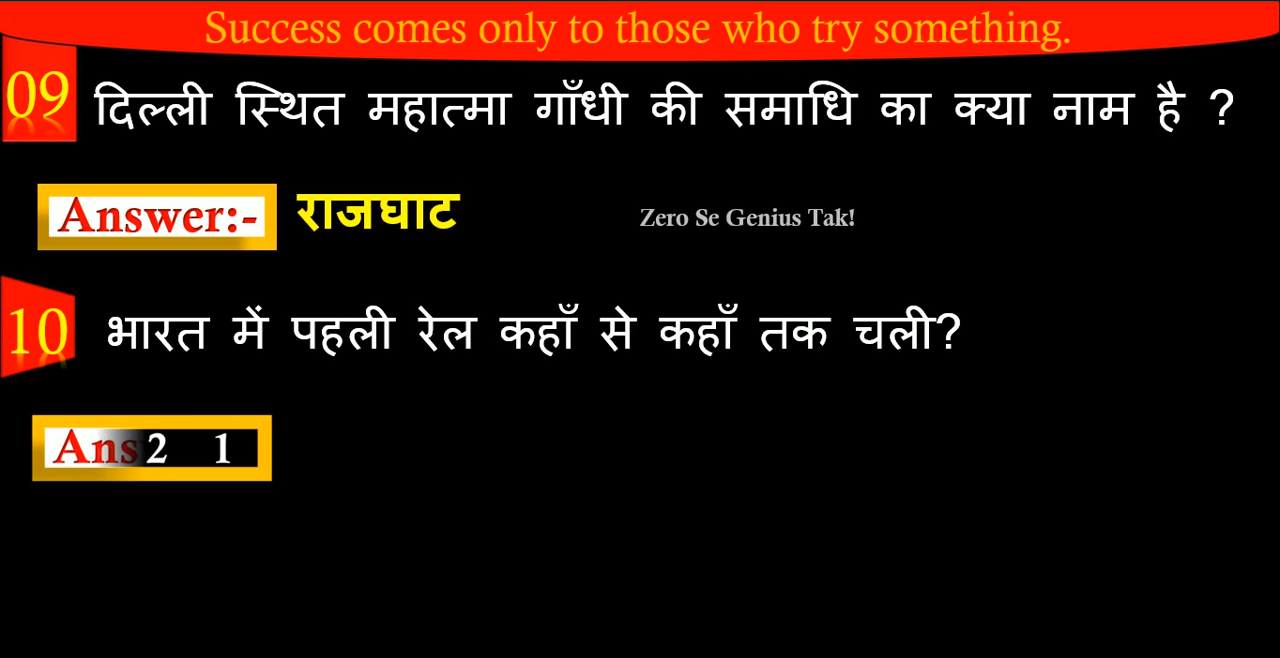 Success comes only to those who try something.
09 दिल्ली स्थित महात्मा गाँधी की समाधि का क्या नाम है ?
Answer:- राजघाट
Zero Se Genius Tak!
10 भारत में पहली रेल कहाँ से कहाँ तक चली?
Ans 2 1